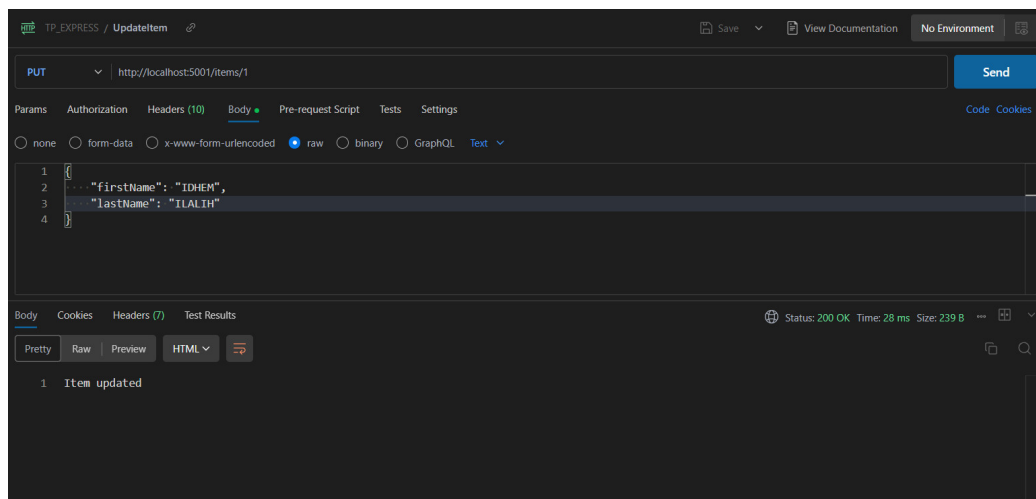 HTTP TP_EXPRESS / UpdateItem Save View Documentation No Environment
PUT http://localhost:5001/items/1 Send
Params Authorization Headers (10) Body Pre-request Script Tests Settings Code Cookies
none form-data x-www-form-urlencoded raw binary GraphQL Text
1 {
2 "firstName": "IDHEM",
3 "lastName": "ILALIH"
4 }
Body Cookies Headers (7) Test Results Status: 200 OK Time: 28 ms Size: 239 B
Pretty Raw Preview HTML
1 Item updated